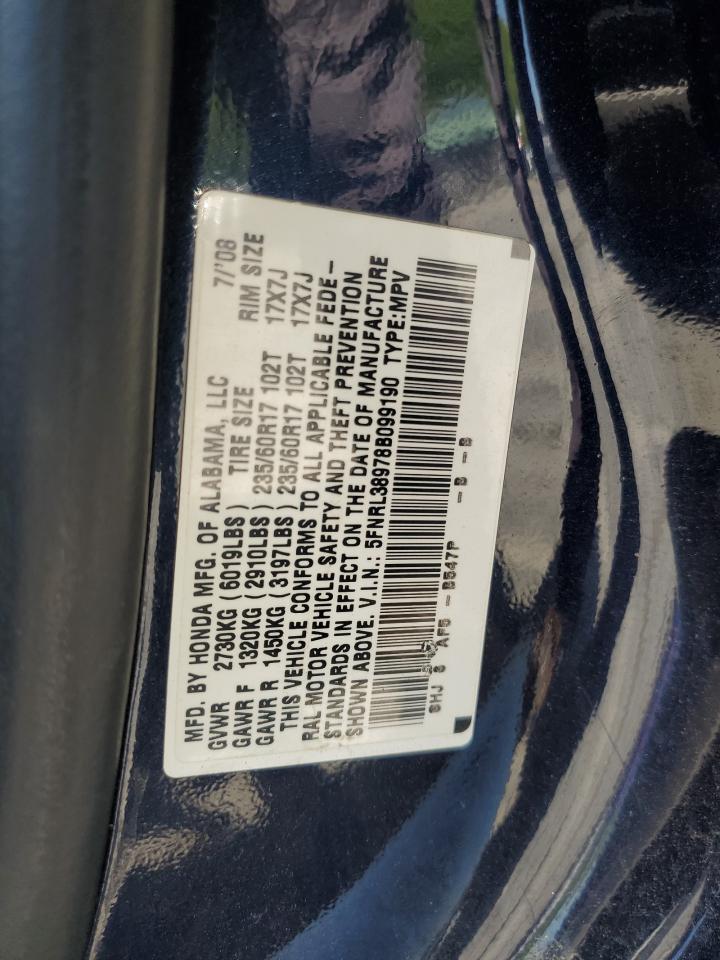 MFD. BY HONDA MFG. OF ALABAMA, LLC 7/'08
GVWR 2730KG (6019LBS) TIRE SIZE RIM SIZE
GAWR F 1320KG (2910LBS) 235/60R17 102T 17X7J
GAWR R 1450KG (3197LBS) 235/60R17 102T 17X7J
THIS VEHICLE CONFORMS TO ALL APPLICABLE FEDE-
RAL MOTOR VEHICLE SAFETY AND THEFT PREVENTION
STANDARDS IN EFFECT ON THE DATE OF MANUFACTURE
SHOWN ABOVE. V.I.N.: 5FNRL38978B099190 TYPE:MPV
SHJ 6 AF5 - B547P - B - B